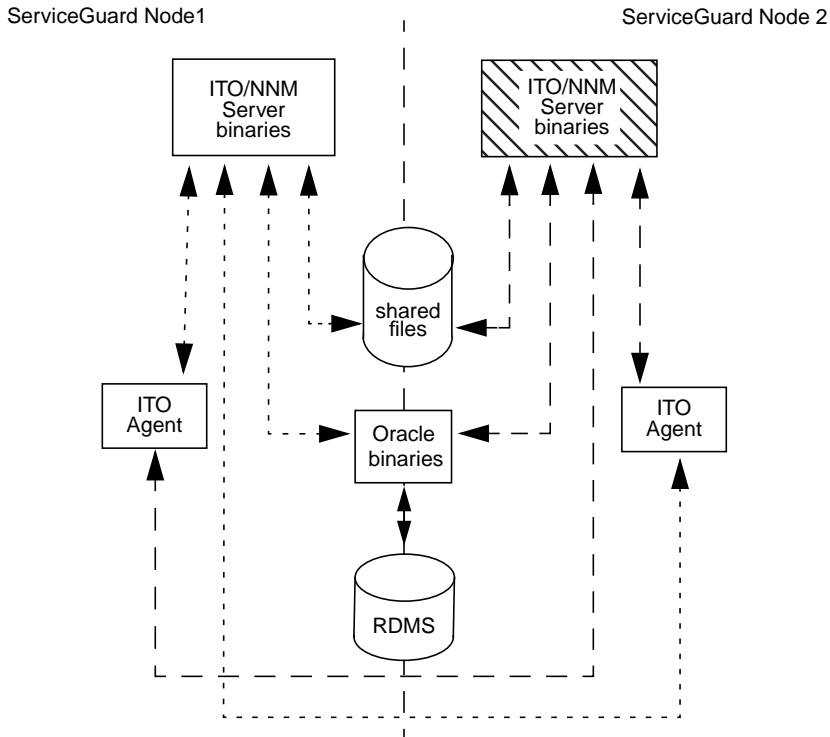 ServiceGuard Node1
ServiceGuard Node 2
ITO/NNM
Server
binaries
ITO/NNM
Server
binaries
shared
files
ITO
Agent
Oracle
binaries
ITO
Agent
RDMS